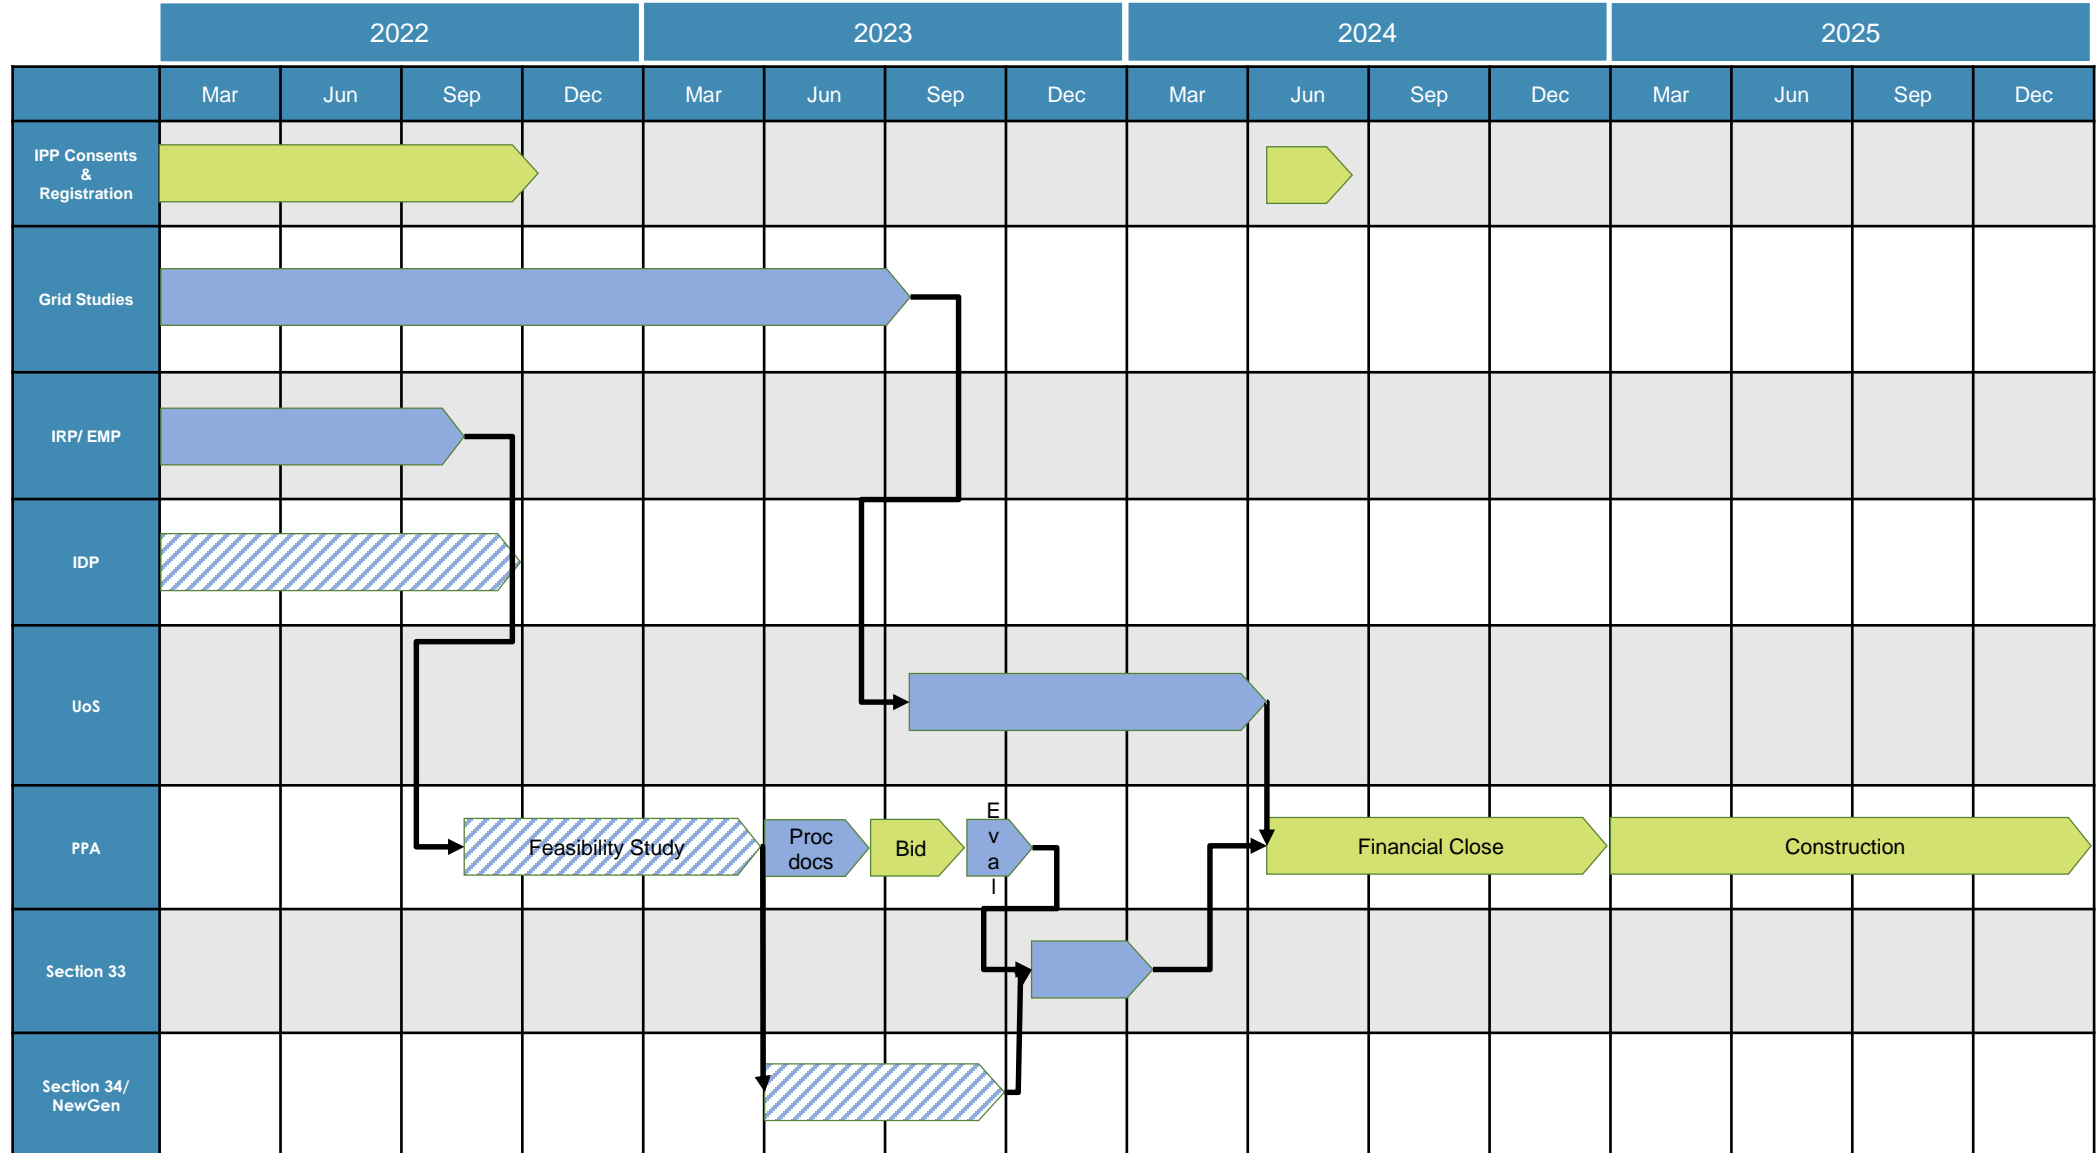 2022 2023 2024 2025
Mar Jun Sep Dec Mar Jun Sep Dec Mar Jun Sep Dec Mar Jun Sep Dec
IPP Consents
&
Registration
Grid Studies
IRP/ EMP
IDP
UoS
PPA
Feasibility Study
Proc
docs
Bid
E
v
a
l
Financial Close
Construction
Section 33
Section 34/
NewGen